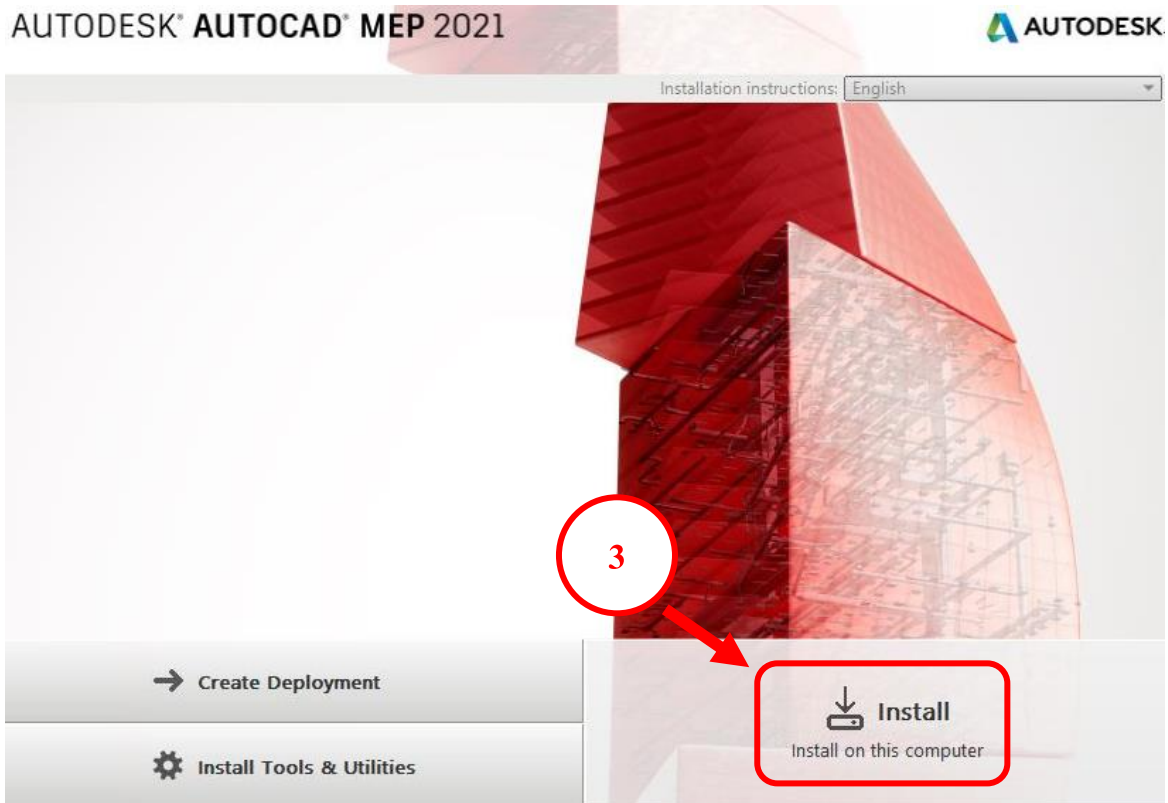 AUTODESK® AUTOCAD® MEP 2021
AUTODESK.
Installation instructions: English
3
Create Deployment
Install
Install on this computer
Install Tools & Utilities